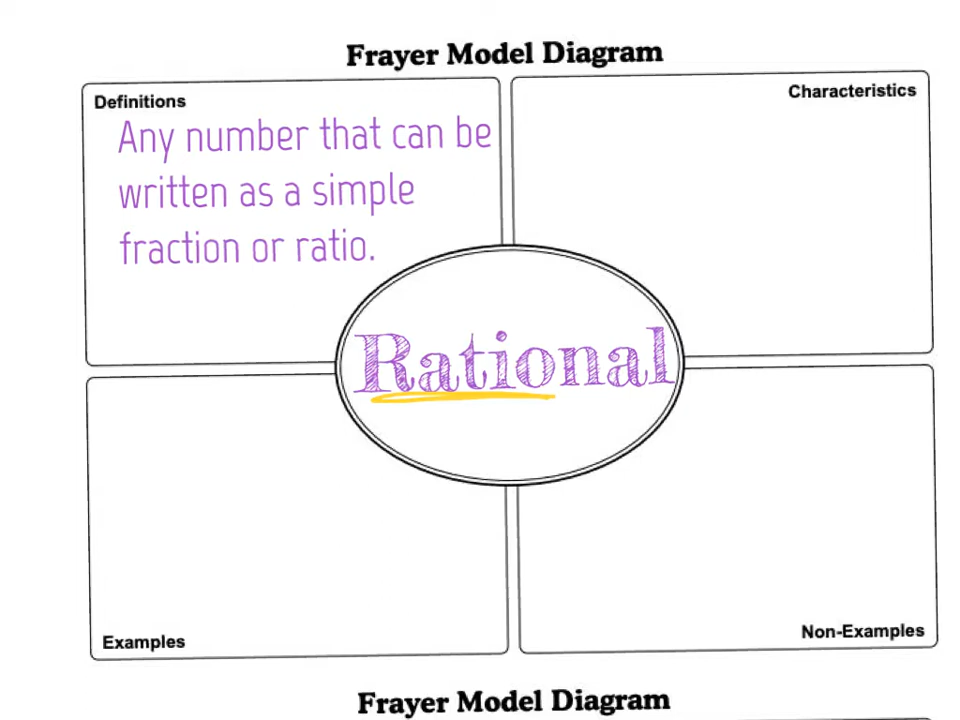 Frayer Model Diagram
Definitions
Any number that can be
written as a simple
fraction or ratio.
Characteristics
Rational
Examples
Non-Examples
Frayer Model Diagram